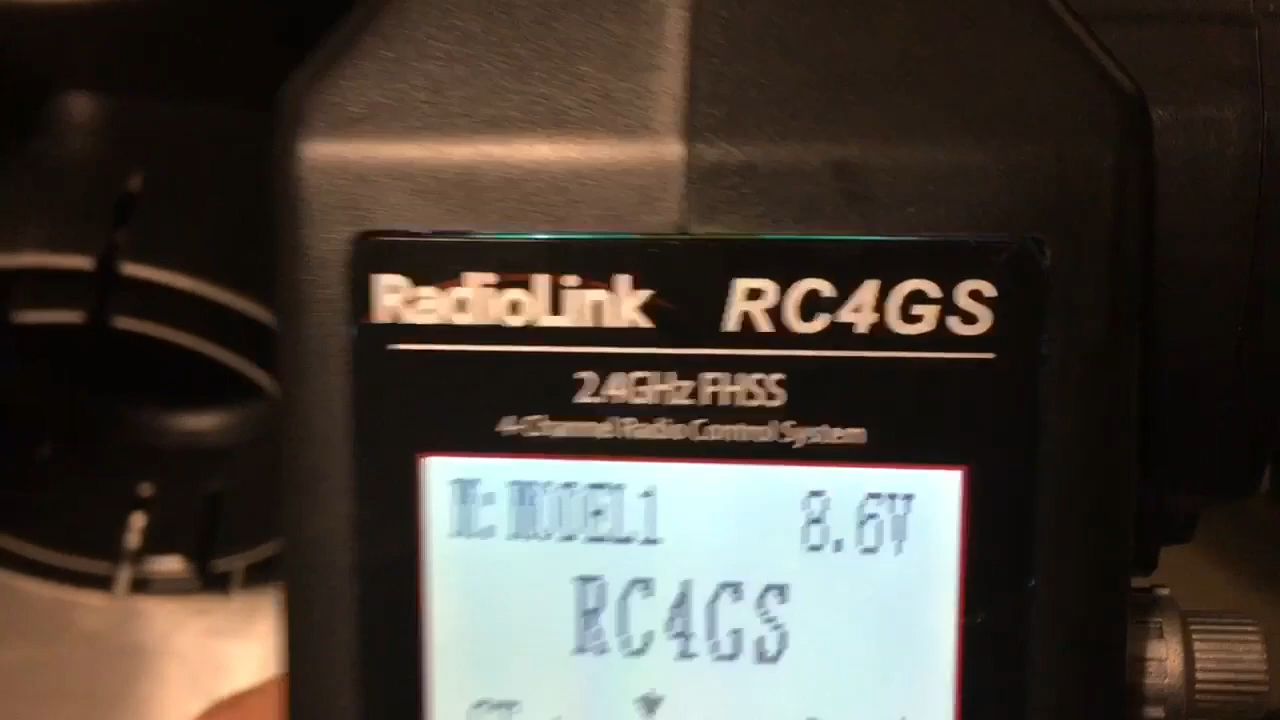 RadioLink RC4GS
2.4GHz FHSS
4-Channel Radio Control System
M: MODEL1 8.6V
RC4GS